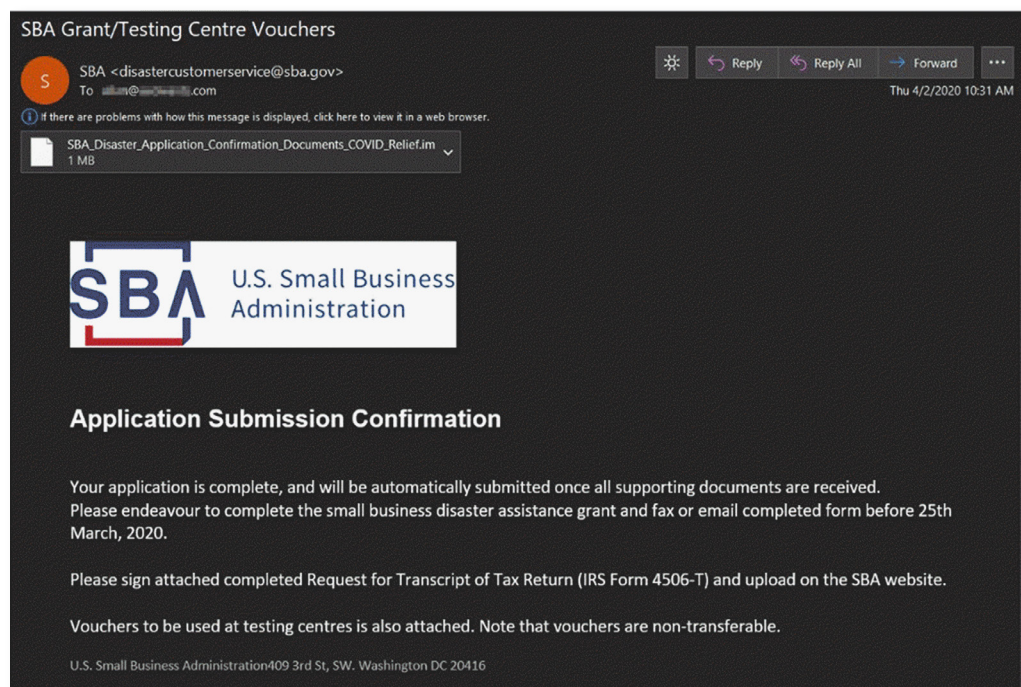 SBA Grant/Testing Centre Vouchers
S
SBA <disastercustomerservice@sba.gov>
Reply
Reply All
Forward
To .com
Thu 4/2/2020 10:31 AM
If there are problems with how this message is displayed, click here to view it in a web browser.
SBA_Disaster_Application_Confirmation_Documents_COVID_Relief.im
1 MB
SBA
U.S. Small Business
Administration
Application Submission Confirmation
Your application is complete, and will be automatically submitted once all supporting documents are received.
Please endeavour to complete the small business disaster assistance grant and fax or email completed form before 25th
March, 2020.
Please sign attached completed Request for Transcript of Tax Return (IRS Form 4506-T) and upload on the SBA website.
Vouchers to be used at testing centres is also attached. Note that vouchers are non-transferable.
U.S. Small Business Administration409 3rd St, SW. Washington DC 20416